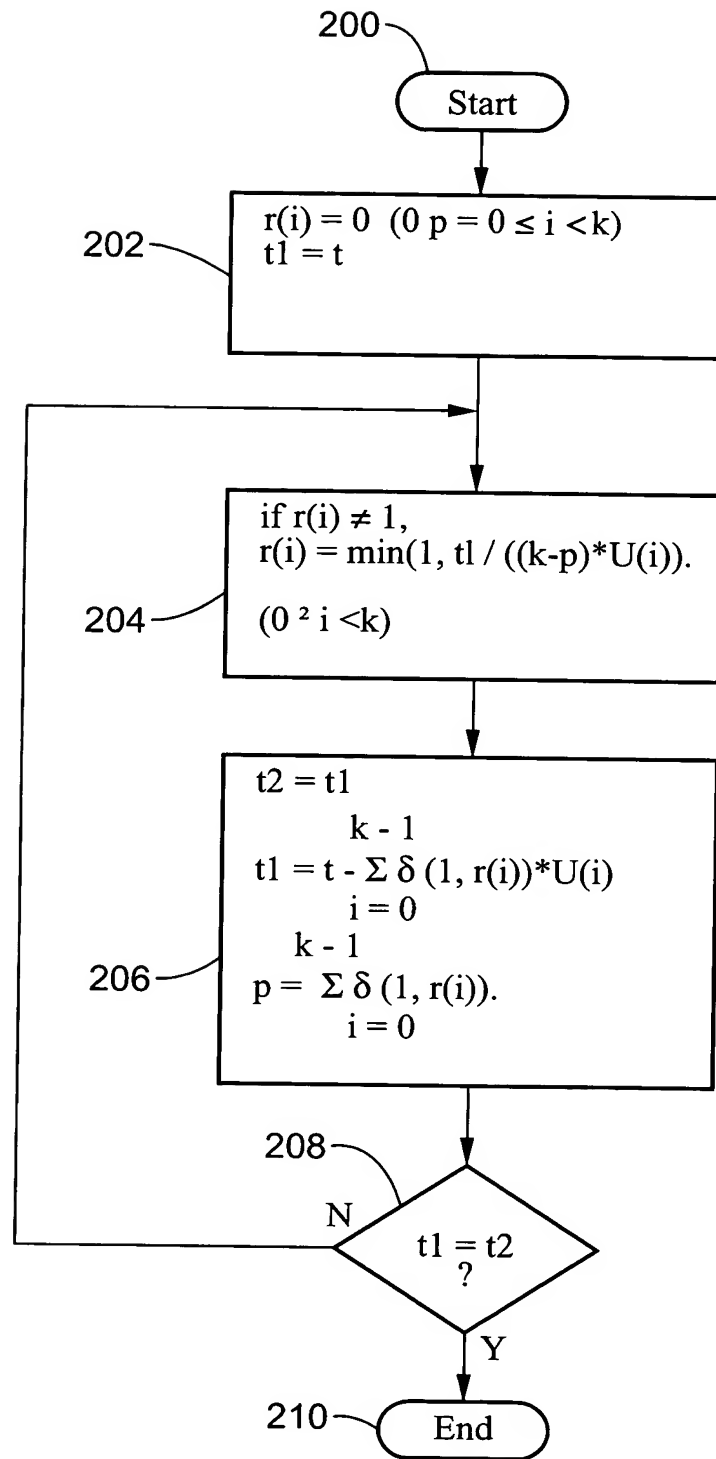 200
Start
202
r(i) = 0 (0 p = 0 ≤ i <k)
t1 = t
if r(i) ≠ 1,
r(i) = min(1, tl / ((k-p)*U(i)).
204
(0 ² i <k)
t2 = t1
k - 1
t1 = t - Σ δ (1, r(i))*U(i)
i = 0
k - 1
206
p = Σ δ (1, r(i)).
i = 0
208
N
t1 = t2
?
Y
210
End